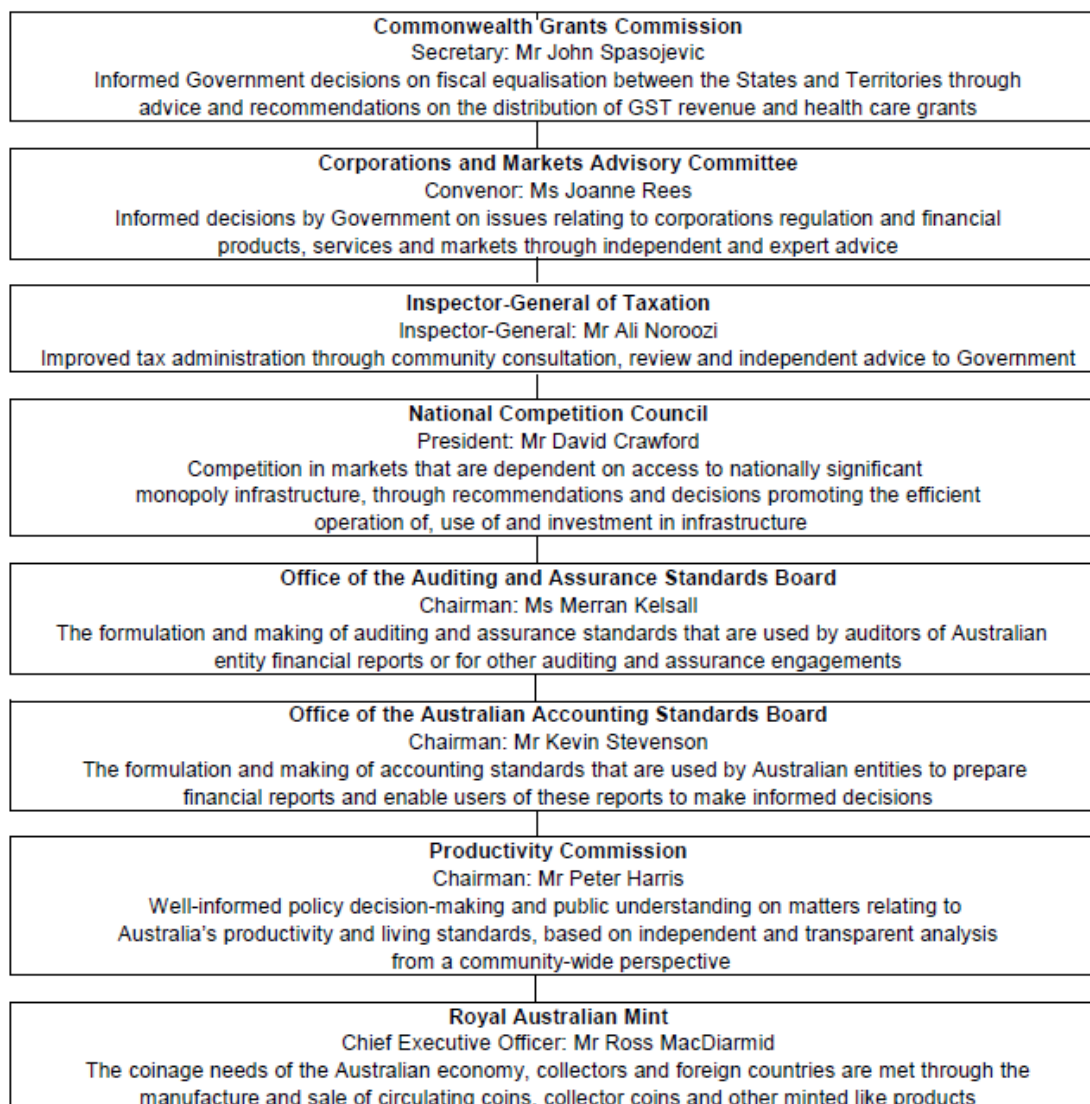 Commonwealth Grants Commission
Secretary: Mr John Spasojevic
Informed Government decisions on fiscal equalisation between the States and Territories through
advice and recommendations on the distribution of GST revenue and health care grants
Corporations and Markets Advisory Committee
Convenor: Ms Joanne Rees
Informed decisions by Government on issues relating to corporations regulation and financial
products, services and markets through independent and expert advice
Inspector-General of Taxation
Inspector-General: Mr Ali Noroozi
Improved tax administration through community consultation, review and independent advice to Government
National Competition Council
President: Mr David Crawford
Competition in markets that are dependent on access to nationally significant
monopoly infrastructure, through recommendations and decisions promoting the efficient
operation of, use of and investment in infrastructure
Office of the Auditing and Assurance Standards Board
Chairman: Ms Merran Kelsall
The formulation and making of auditing and assurance standards that are used by auditors of Australian
entity financial reports or for other auditing and assurance engagements
Office of the Australian Accounting Standards Board
Chairman: Mr Kevin Stevenson
The formulation and making of accounting standards that are used by Australian entities to prepare
financial reports and enable users of these reports to make informed decisions
Productivity Commission
Chairman: Mr Peter Harris
Well-informed policy decision-making and public understanding on matters relating to
Australia's productivity and living standards, based on independent and transparent analysis
from a community-wide perspective
Royal Australian Mint
Chief Executive Officer: Mr Ross MacDiarmid
The coinage needs of the Australian economy, collectors and foreign countries are met through the
manufacture and sale of circulating coins, collector coins and other minted like products